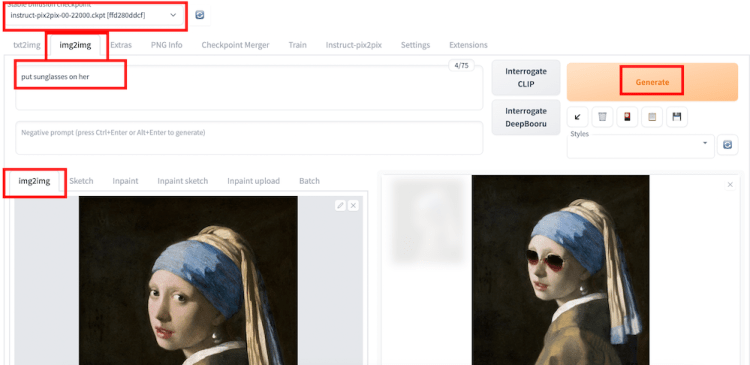 Stable Diffusion checkpoint
instruct-pix2pix-00-22000.ckpt [ffd280ddcf]
txt2img img2img Extras PNG Info Checkpoint Merger Train Instruct-pix2pix Settings Extensions
put sunglasses on her
4/75
Negative prompt (press Ctrl+Enter or Alt+Enter to generate)
Interrogate
CLIP
Interrogate
DeepBooru
Generate
Styles
img2img Sketch Inpaint Inpaint sketch Inpaint upload Batch